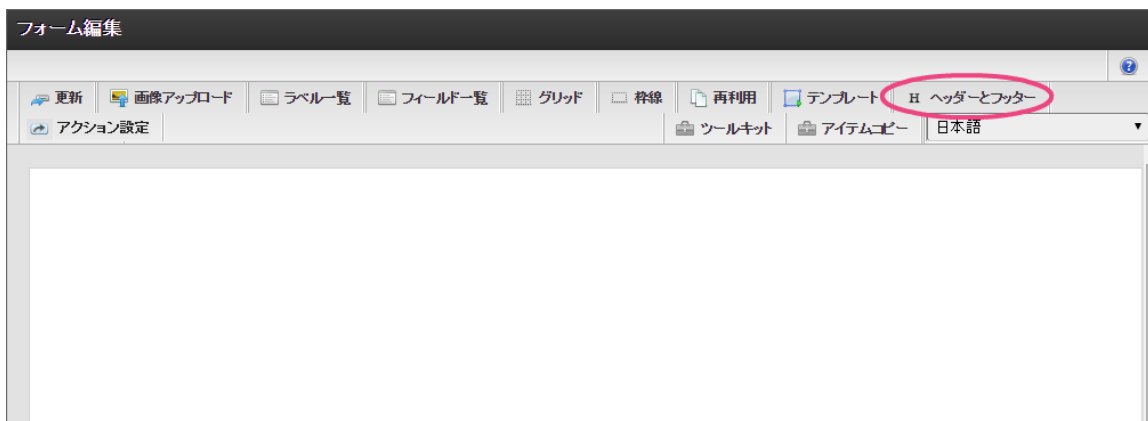 フォーム編集
更新 画像アップロード ラベル一覧 フィールド一覧 グリッド 枠線 再利用 テンプレート H ヘッダーとフッター
アクション設定 ツールキット アイテムコピー 日本語